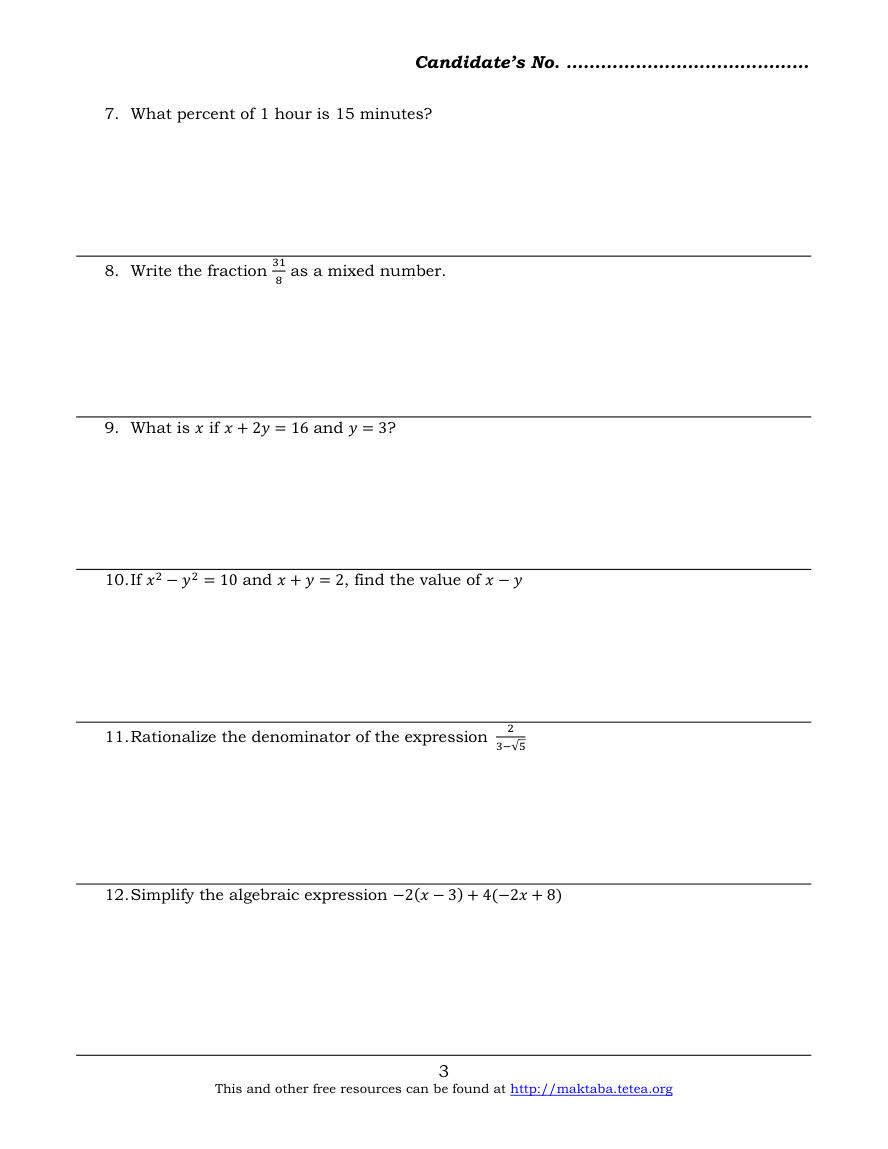 Candidate’s No. ..........................................
7. What percent of 1 hour is 15 minutes?
8. Write the fraction 31/8 as a mixed number.
9. What is x if x + 2y = 16 and y = 3?
10.If x² − y² = 10 and x + y = 2, find the value of x − y
11.Rationalize the denominator of the expression 2/(3−√5)
12.Simplify the algebraic expression −2(x − 3) + 4(−2x + 8)
3
This and other free resources can be found at http://maktaba.tetea.org